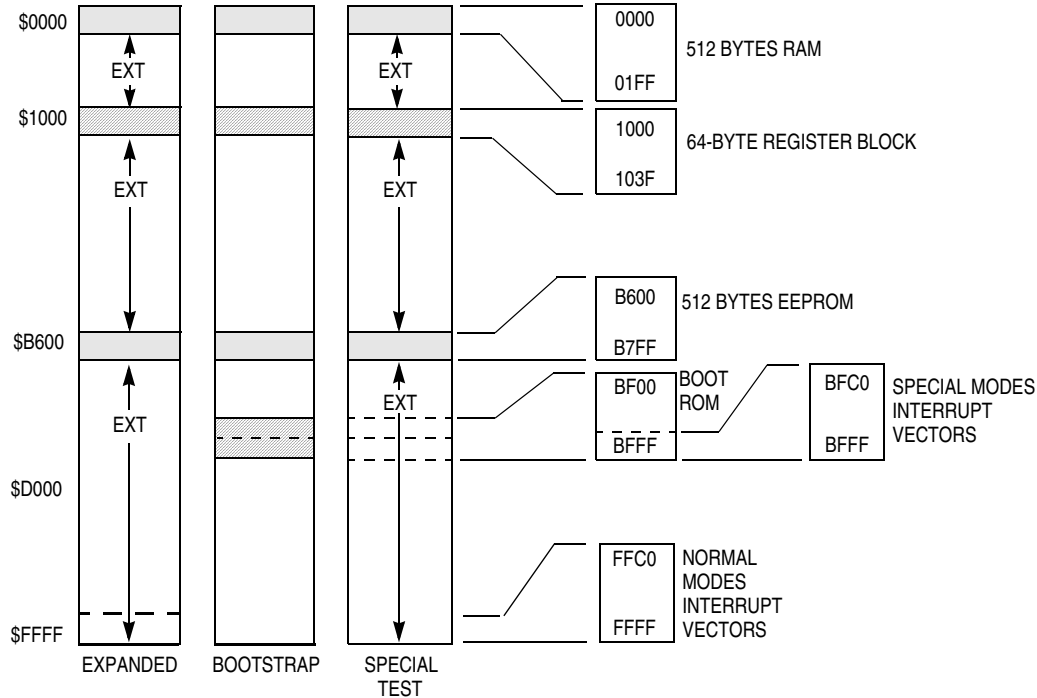 $0000
EXT
$1000
EXT
$B600
EXT
$D000
$FFFF
EXPANDED
BOOTSTRAP
EXT
EXT
EXT
SPECIAL
TEST
0000
01FF
512 BYTES RAM
1000
103F
64-BYTE REGISTER BLOCK
B600
B7FF
512 BYTES EEPROM
BF00
BFFF
BOOT
ROM
BFC0
BFFF
SPECIAL MODES
INTERRUPT
VECTORS
FFC0
FFFF
NORMAL
MODES
INTERRUPT
VECTORS